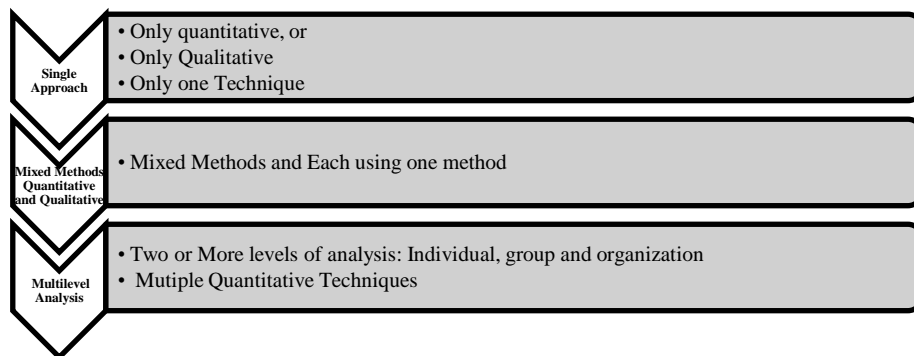 Single
Approach
• Only quantitative, or
• Only Qualitative
• Only one Technique
Mixed Methods
Quantitative
and Qualitative
• Mixed Methods and Each using one method
Multilevel
Analysis
• Two or More levels of analysis: Individual, group and organization
• Mutiple Quantitative Techniques